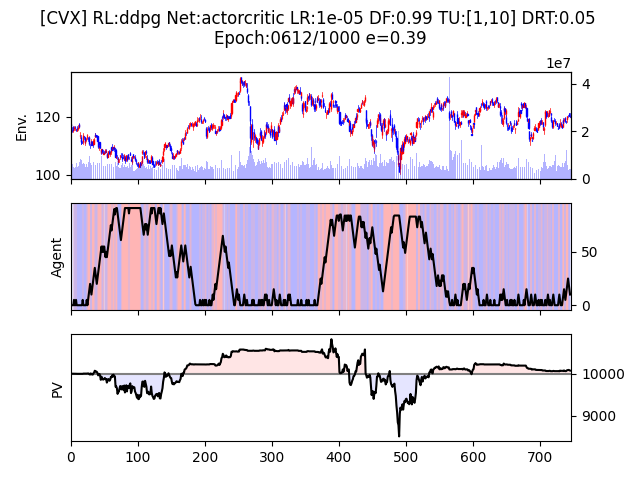 [CVX] RL:ddpg Net:actorcritic LR:1e-05 DF:0.99 TU:[1,10] DRT:0.05
Epoch:0612/1000 e=0.39
1e7
Env.
120
100
4
2
0
Agent
50
0
PV
10000
9000
0 100 200 300 400 500 600 700